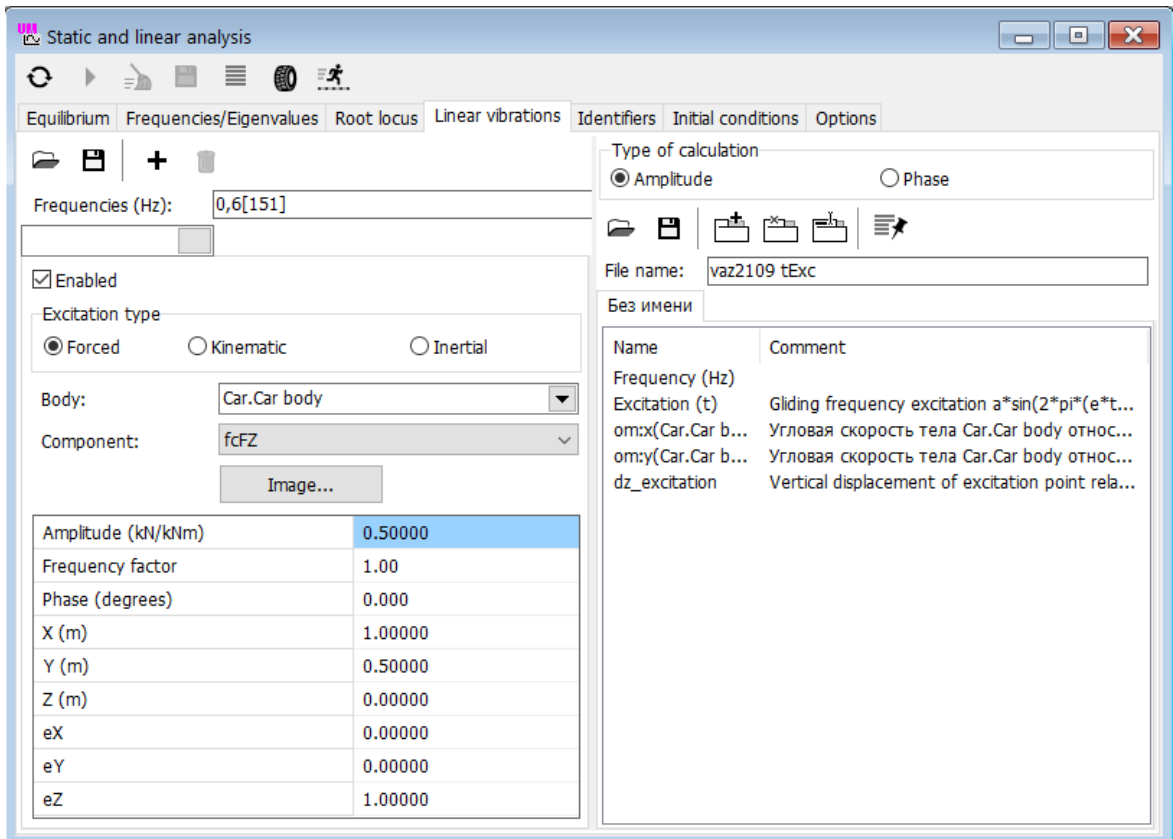 UM Static and linear analysis
Equilibrium Frequencies/Eigenvalues Root locus Linear vibrations Identifiers Initial conditions Options
Frequencies (Hz): 0,6[151]
Enabled
Excitation type
Forced Kinematic Inertial
Body: Car.Car body
Component: fcFZ
Image...
Amplitude (kN/kNm) 0.50000
Frequency factor 1.00
Phase (degrees) 0.000
X (m) 1.00000
Y (m) 0.50000
Z (m) 0.00000
eX 0.00000
eY 0.00000
eZ 1.00000
Type of calculation
Amplitude Phase
File name: vaz2109 tExc
Без имени
Name Comment
Frequency (Hz)
Excitation (t) Gliding frequency excitation a*sin(2*pi*(e*t...
om:x(Car.Car b... Угловая скорость тела Car.Car body относ...
om:y(Car.Car b... Угловая скорость тела Car.Car body относ...
dz_excitation Vertical displacement of excitation point rela...